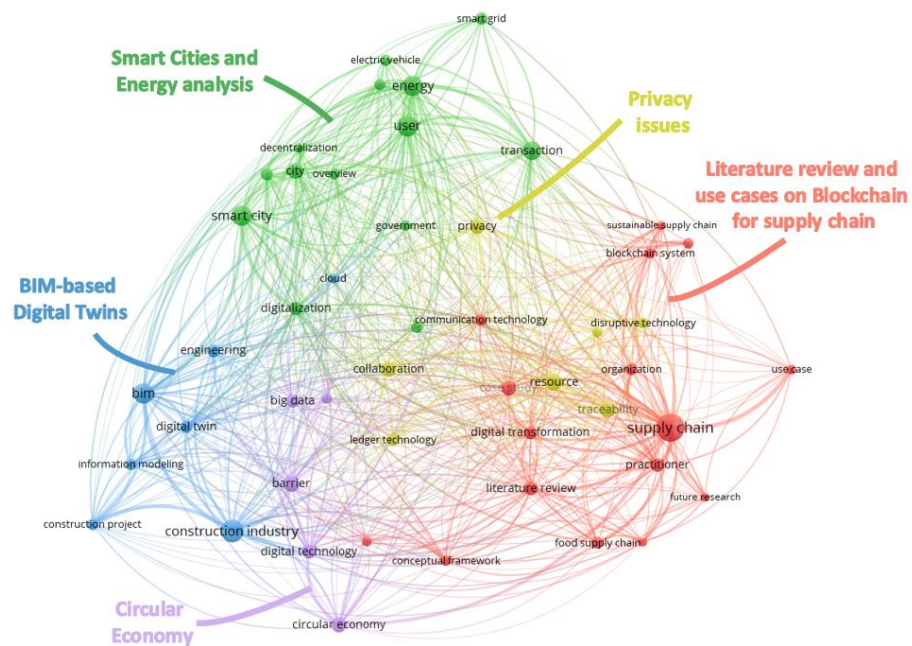 smart grid
Smart Cities and
Energy analysis
electric vehicle
energy
Privacy
issues
user
decentralization
transaction
city
overview
Literature review and
use cases on Blockchain
for supply chain
smart city
government
privacy
sustainable supply chain
blockchain system
BIM-based
Digital Twins
cloud
digitalization
communication technology
disruptive technology
engineering
collaboration
organization
use case
case study
resource
bim
big data
traceability
digital twin
ledger technology
digital transformation
supply chain
information modeling
practitioner
barrier
literature review
future research
construction project
construction industry
digital technology
food supply chain
conceptual framework
Circular
Economy
circular economy